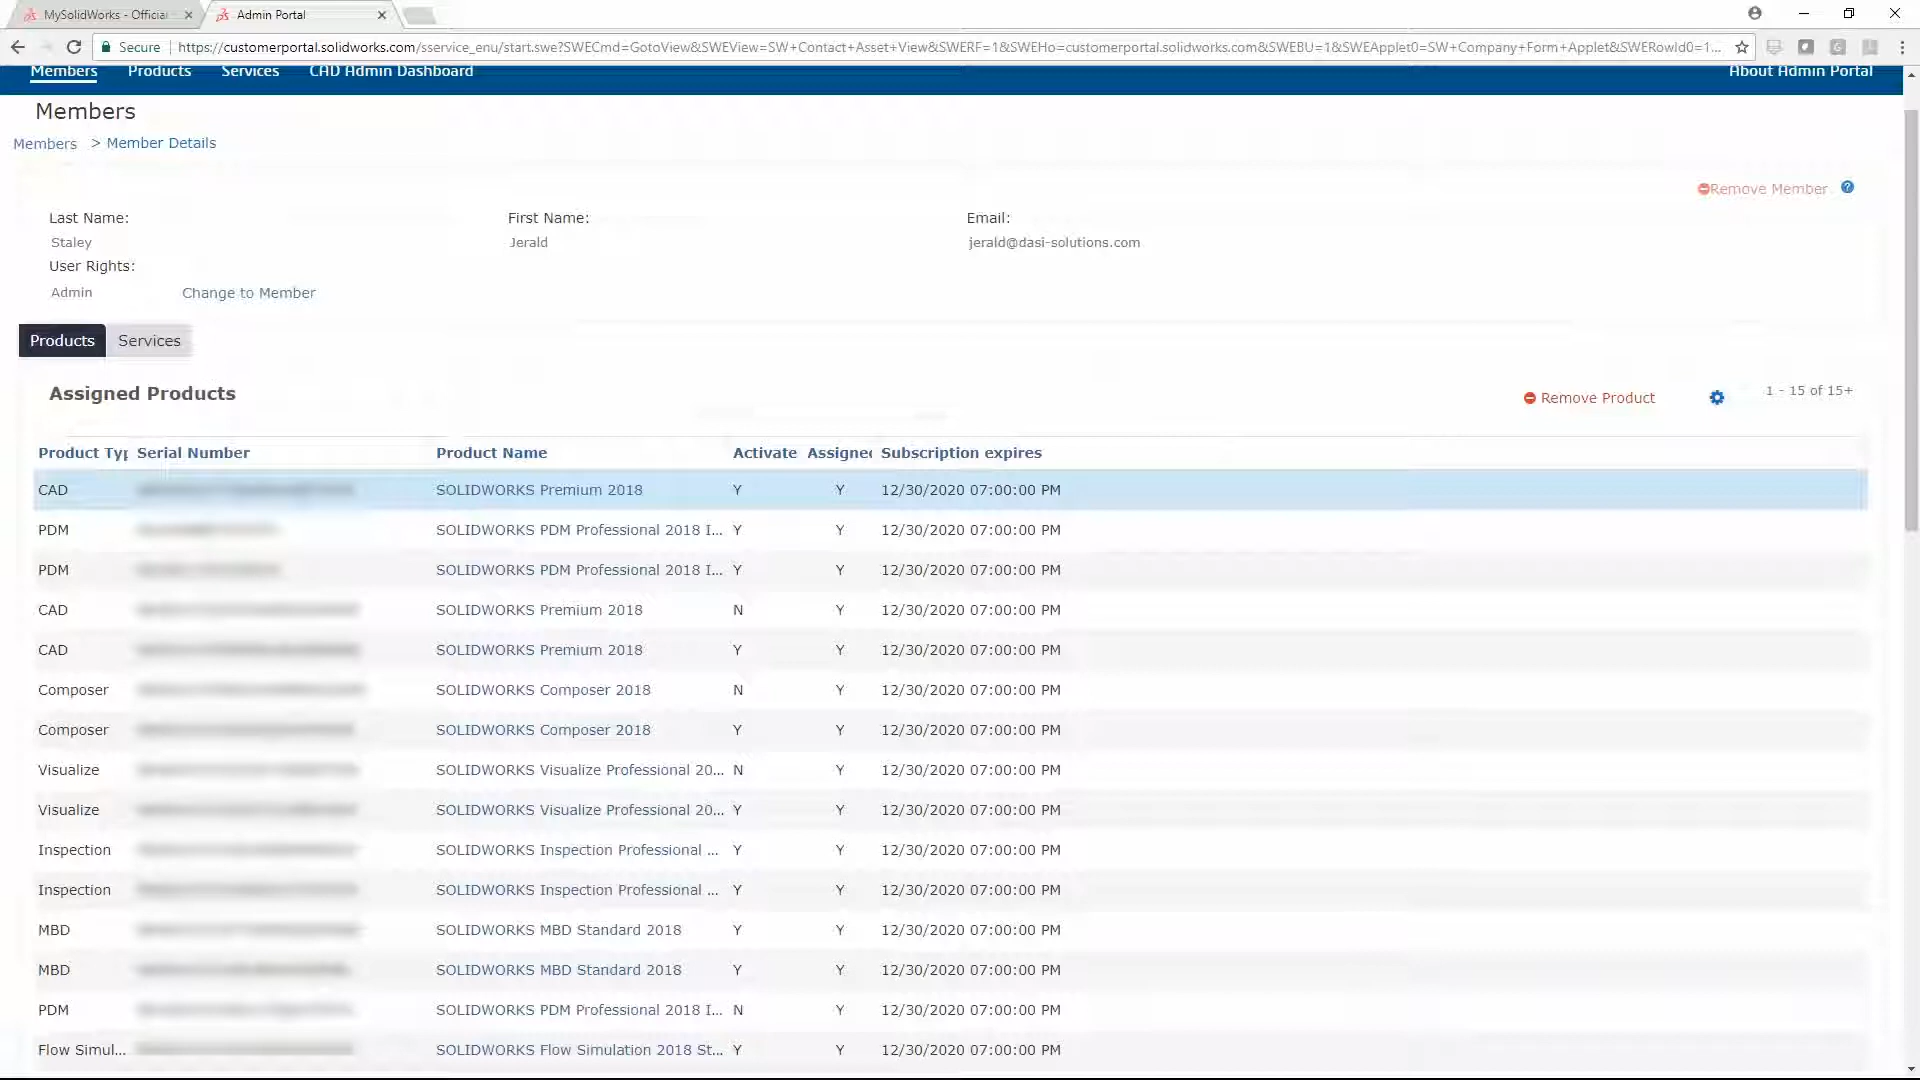 MySolidWorks - Official
Admin Portal
Secure https://customerportal.solidworks.com/sservice_enu/start.swe?SWECmd=GotoView&SWEView=SW+Contact+Asset+View&SWERF=1&SWEHo=customerportal.solidworks.com&SWEBU=1&SWEApplet0=SW+Company+Form+Applet&SWERowId0=1...
Members Products Services CAD Admin Dashboard About Admin Portal
Members
Members > Member Details
Remove Member ?
Last Name: First Name: Email:
Staley Jerald jerald@dasi-solutions.com
User Rights:
Admin Change to Member
Products Services
Assigned Products Remove Product 1 - 15 of 15+
Product Typ Serial Number Product Name Activate Assigned Subscription expires
CAD SOLIDWORKS Premium 2018 Y Y 12/30/2020 07:00:00 PM
PDM SOLIDWORKS PDM Professional 2018 I... Y Y 12/30/2020 07:00:00 PM
PDM SOLIDWORKS PDM Professional 2018 I... Y Y 12/30/2020 07:00:00 PM
CAD SOLIDWORKS Premium 2018 N Y 12/30/2020 07:00:00 PM
CAD SOLIDWORKS Premium 2018 Y Y 12/30/2020 07:00:00 PM
Composer SOLIDWORKS Composer 2018 N Y 12/30/2020 07:00:00 PM
Composer SOLIDWORKS Composer 2018 Y Y 12/30/2020 07:00:00 PM
Visualize SOLIDWORKS Visualize Professional 20... N Y 12/30/2020 07:00:00 PM
Visualize SOLIDWORKS Visualize Professional 20... Y Y 12/30/2020 07:00:00 PM
Inspection SOLIDWORKS Inspection Professional ... Y Y 12/30/2020 07:00:00 PM
Inspection SOLIDWORKS Inspection Professional ... Y Y 12/30/2020 07:00:00 PM
MBD SOLIDWORKS MBD Standard 2018 Y Y 12/30/2020 07:00:00 PM
MBD SOLIDWORKS MBD Standard 2018 Y Y 12/30/2020 07:00:00 PM
PDM SOLIDWORKS PDM Professional 2018 I... N Y 12/30/2020 07:00:00 PM
Flow Simul... SOLIDWORKS Flow Simulation 2018 St... Y Y 12/30/2020 07:00:00 PM